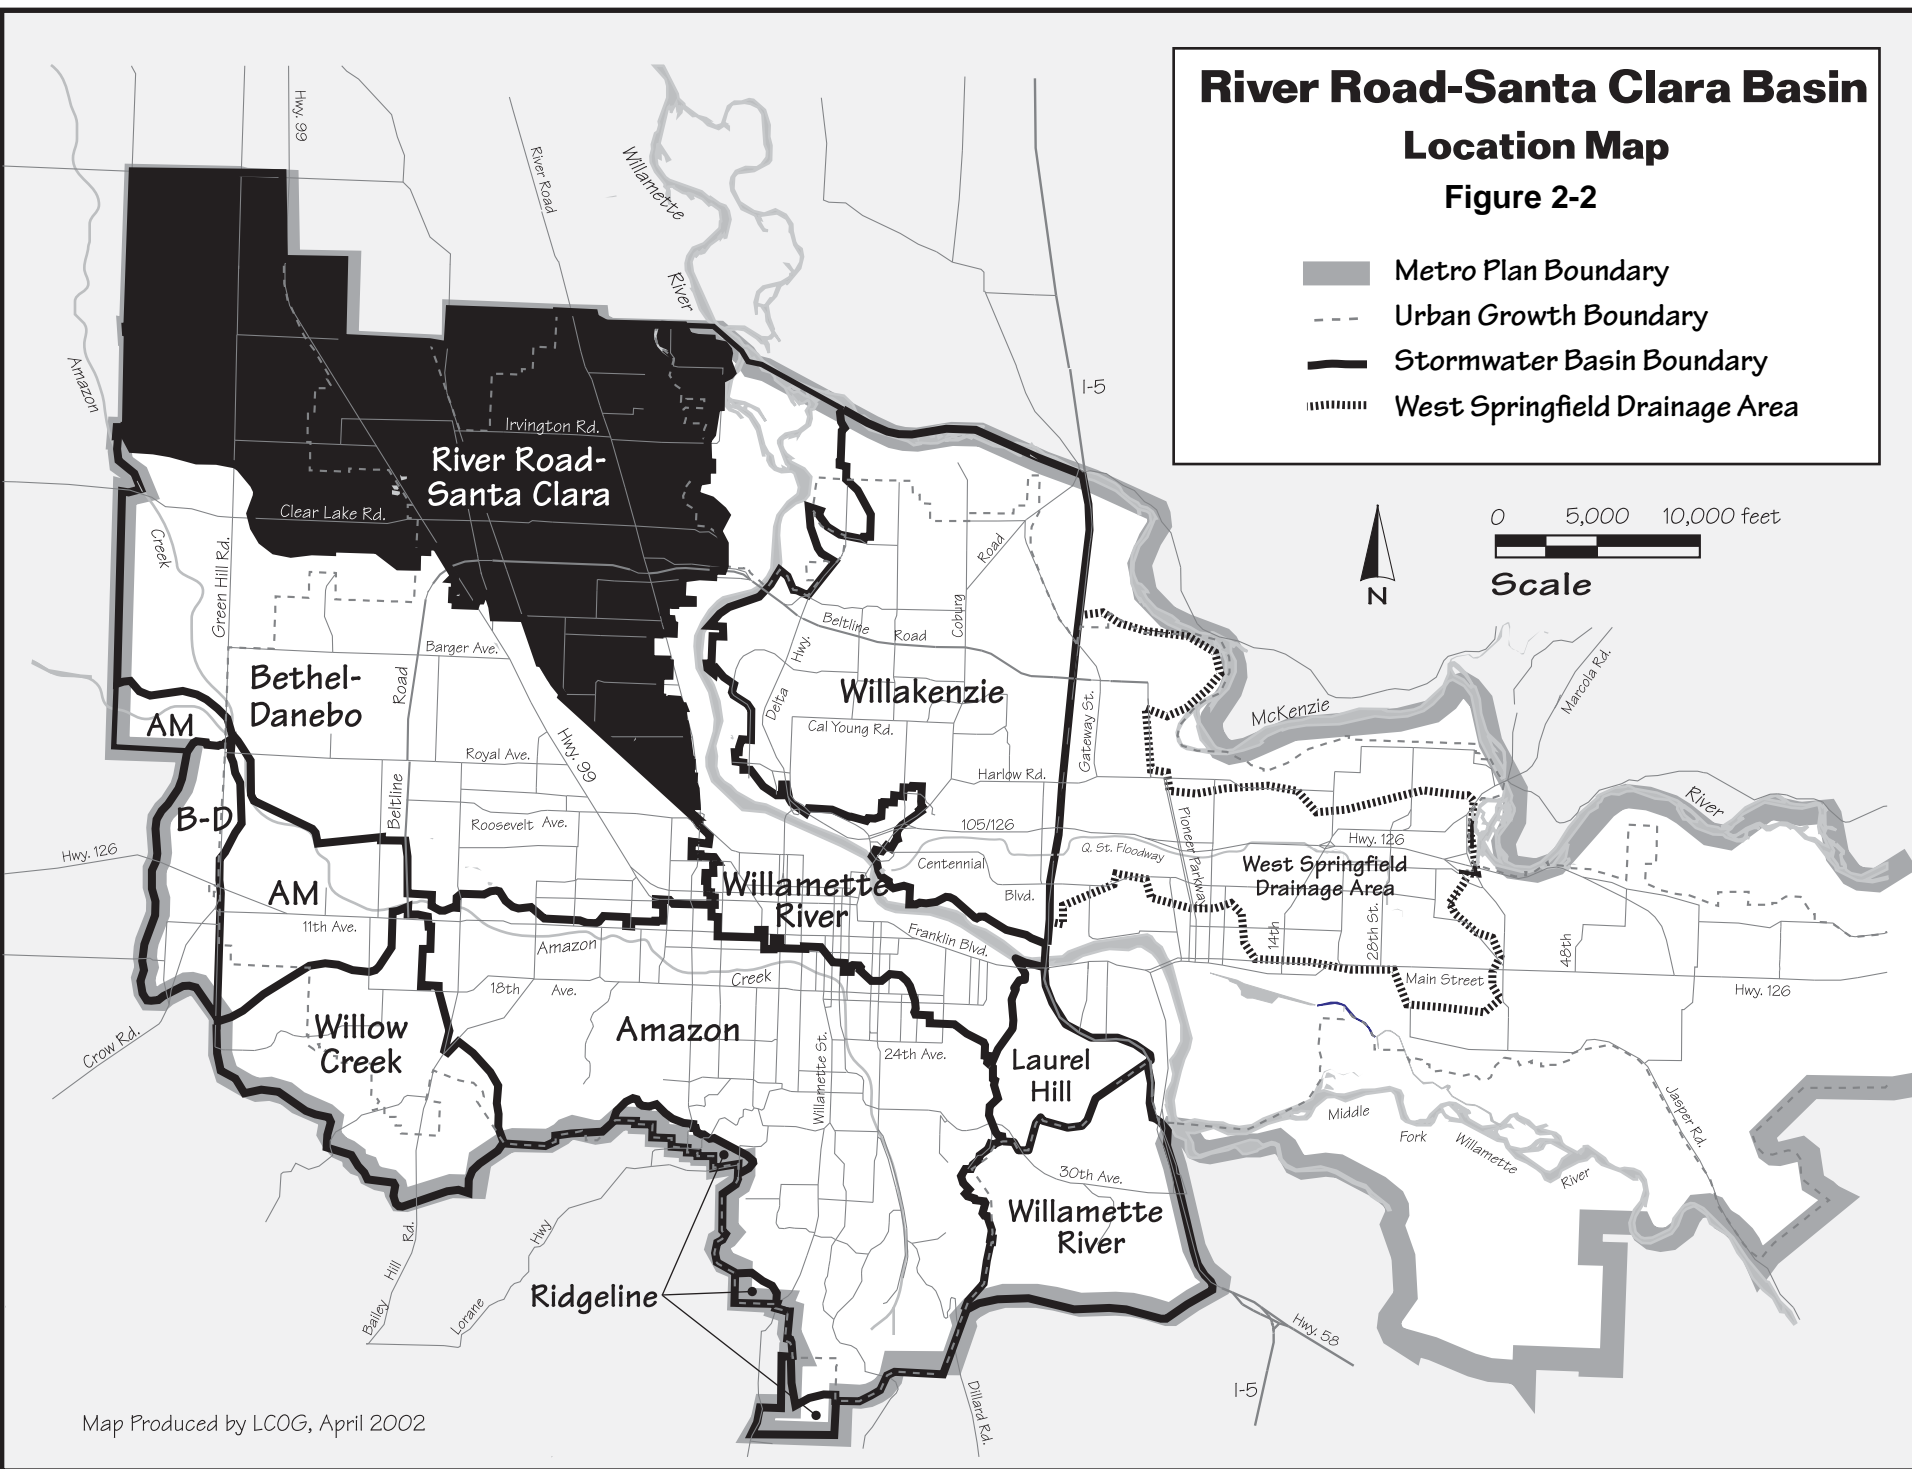 River Road-Santa Clara Basin
Location Map
Figure 2-2
Metro Plan Boundary
Urban Growth Boundary
Stormwater Basin Boundary
West Springfield Drainage Area
0 5,000 10,000 feet
Scale
N
Hwy. 99
River Road
Willamette
River
Amazon
Creek
I-5
Irvington Rd.
River Road-
Santa Clara
Clear Lake Rd.
Green Hill Rd.
Road
Coburg
Beltline
Road
Hwy.
Delta
Barger Ave.
Bethel-
Danebo
Road
Beltline
Willakenzie
Cal Young Rd.
Gateway St.
McKenzie
River
Marcola Rd.
AM
Royal Ave.
Hwy. 99
Harlow Rd.
B-D
Roosevelt Ave.
105/126
Pioneer Parkway
Q. St. Floodway
Hwy. 126
Hwy. 126
Centennial
Blvd.
West Springfield
Drainage Area
AM
Willamette
River
11th Ave.
Franklin Blvd.
14th
28th St.
48th
Amazon
Creek
Main Street
Hwy. 126
18th Ave.
Crow Rd.
Willow
Creek
Amazon
Willamette St.
24th Ave.
Laurel
Hill
Middle
Fork
Willamette
River
Jasper Rd.
30th Ave.
Willamette
River
Bailey
Hill
Rd.
Lorane
Hwy
Ridgeline
Hwy. 58
I-5
Dillard Rd.
Map Produced by LCOG, April 2002